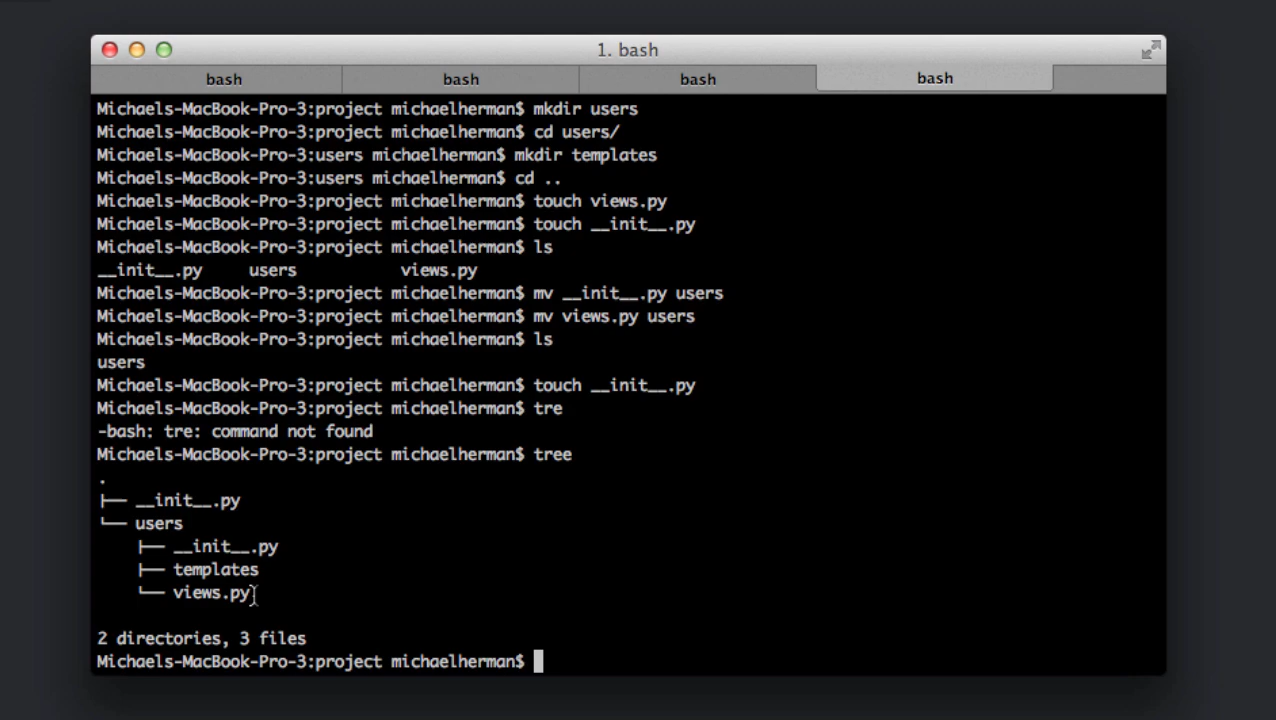 1. bash
bash bash bash bash
Michaels-MacBook-Pro-3:project michaelherman$ mkdir users
Michaels-MacBook-Pro-3:project michaelherman$ cd users/
Michaels-MacBook-Pro-3:users michaelherman$ mkdir templates
Michaels-MacBook-Pro-3:users michaelherman$ cd ..
Michaels-MacBook-Pro-3:project michaelherman$ touch views.py
Michaels-MacBook-Pro-3:project michaelherman$ touch __init__.py
Michaels-MacBook-Pro-3:project michaelherman$ ls
__init__.py users views.py
Michaels-MacBook-Pro-3:project michaelherman$ mv __init__.py users
Michaels-MacBook-Pro-3:project michaelherman$ mv views.py users
Michaels-MacBook-Pro-3:project michaelherman$ ls
users
Michaels-MacBook-Pro-3:project michaelherman$ touch __init__.py
Michaels-MacBook-Pro-3:project michaelherman$ tre
-bash: tre: command not found
Michaels-MacBook-Pro-3:project michaelherman$ tree
.
├── __init__.py
└── users
    ├── __init__.py
    ├── templates
    └── views.py
2 directories, 3 files
Michaels-MacBook-Pro-3:project michaelherman$